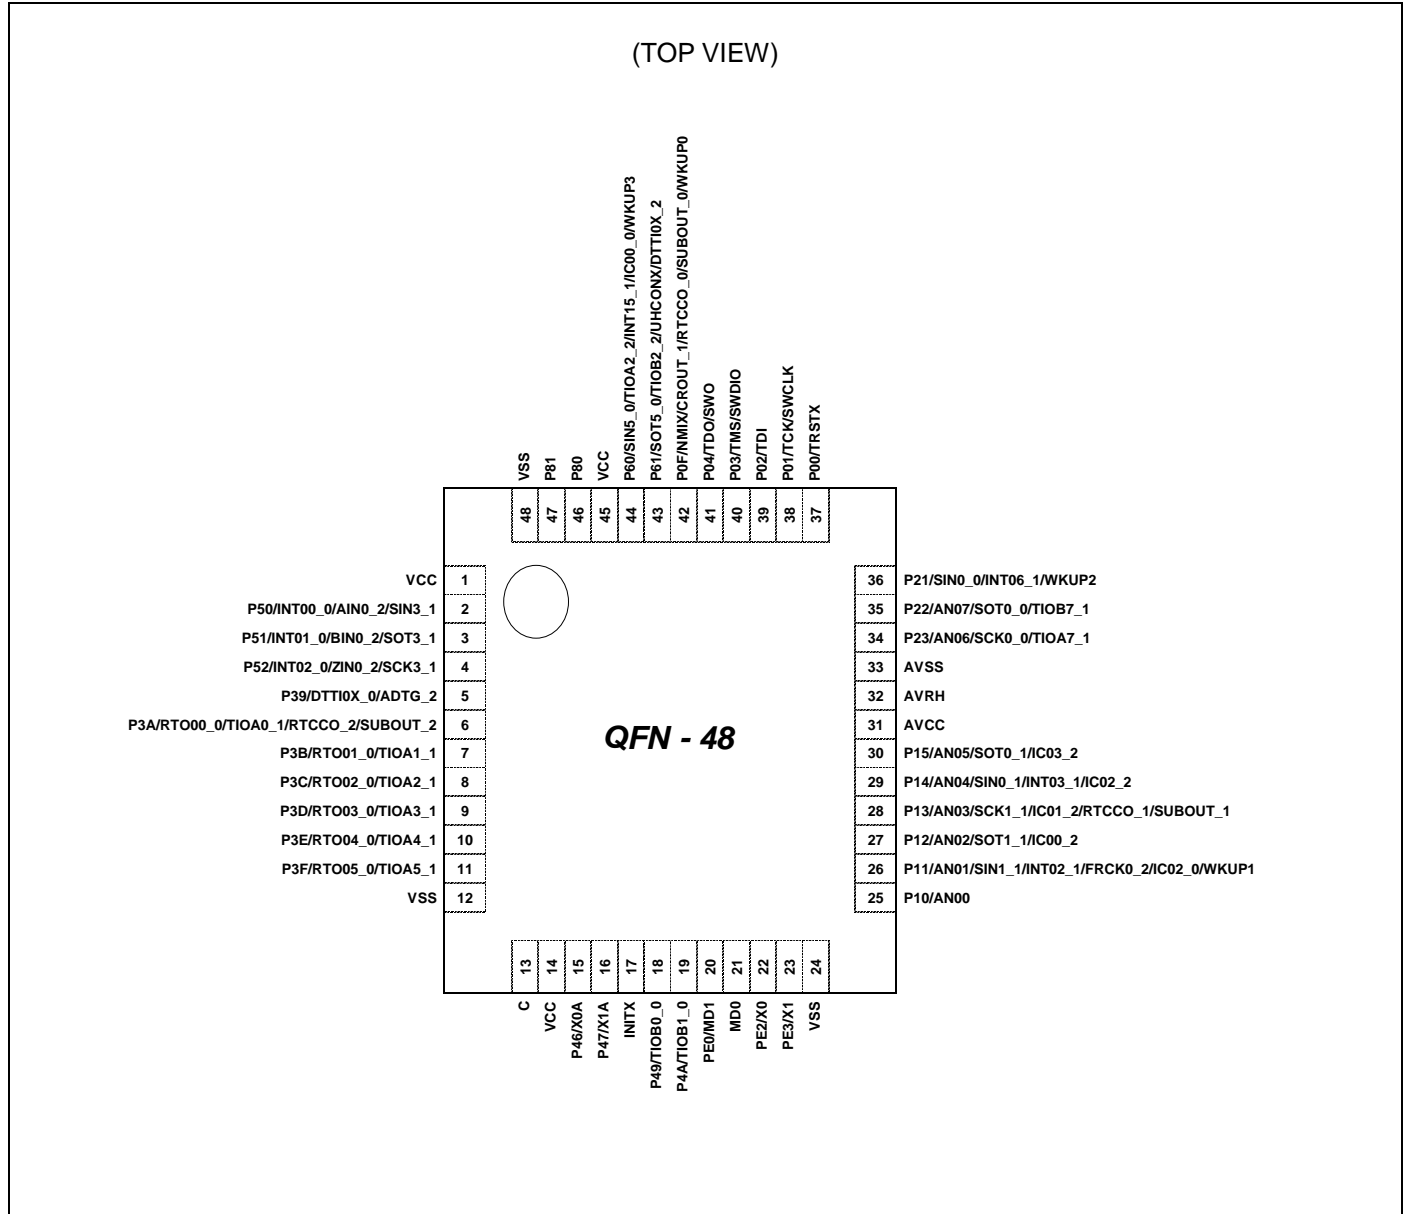 (TOP VIEW)
VSS
P81
P80
VCC
P60/SIN5_0/TIOA2_2/INT15_1/IC00_0/WKUP3
P61/SOT5_0/TIOB2_2/UHCONX/DTTI0X_2
P0F/NMIX/CROUT_1/RTCCO_0/SUBOUT_0/WKUP0
P04/TDO/SWO
P03/TMS/SWDIO
P02/TDI
P01/TCK/SWCLK
P00/TRSTX
48 47 46 45 44 43 42 41 40 39 38 37
VCC 1
P50/INT00_0/AIN0_2/SIN3_1 2
P51/INT01_0/BIN0_2/SOT3_1 3
P52/INT02_0/ZIN0_2/SCK3_1 4
P39/DTTI0X_0/ADTG_2 5
P3A/RTO00_0/TIOA0_1/RTCCO_2/SUBOUT_2 6
P3B/RTO01_0/TIOA1_1 7
P3C/RTO02_0/TIOA2_1 8
P3D/RTO03_0/TIOA3_1 9
P3E/RTO04_0/TIOA4_1 10
P3F/RTO05_0/TIOA5_1 11
VSS 12
QFN - 48
36 P21/SIN0_0/INT06_1/WKUP2
35 P22/AN07/SOT0_0/TIOB7_1
34 P23/AN06/SCK0_0/TIOA7_1
33 AVSS
32 AVRH
31 AVCC
30 P15/AN05/SOT0_1/IC03_2
29 P14/AN04/SIN0_1/INT03_1/IC02_2
28 P13/AN03/SCK1_1/IC01_2/RTCCO_1/SUBOUT_1
27 P12/AN02/SOT1_1/IC00_2
26 P11/AN01/SIN1_1/INT02_1/FRCK0_2/IC02_0/WKUP1
25 P10/AN00
13 14 15 16 17 18 19 20 21 22 23 24
C
VCC
P46/X0A
P47/X1A
INITX
P49/TIOB0_0
P4A/TIOB1_0
PE0/MD1
MD0
PE2/X0
PE3/X1
VSS